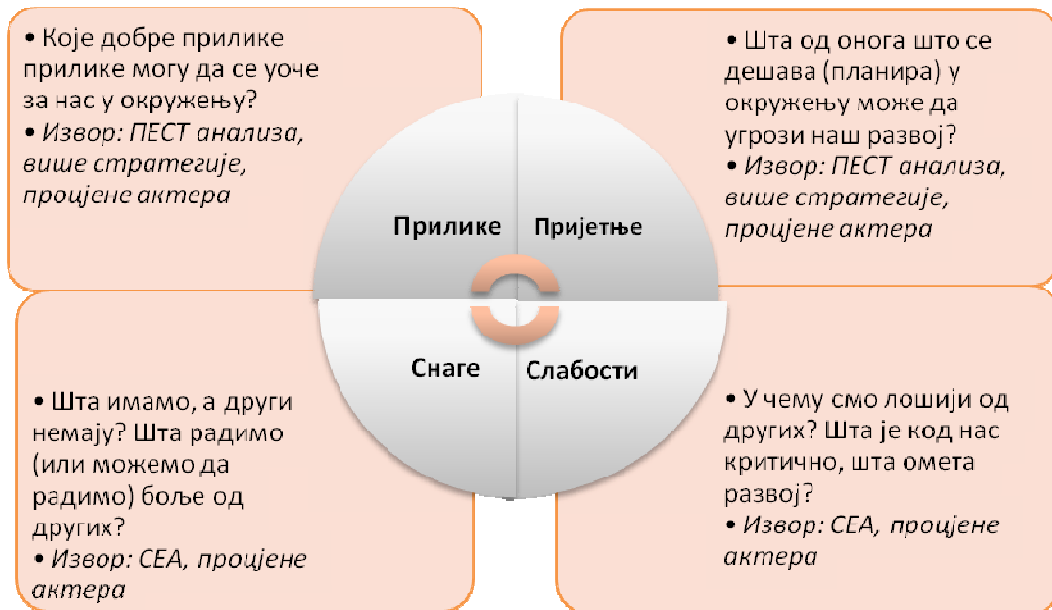 • Које добре прилике
прилике могу да се уоче
за нас у окружењу?
• Извор: ПЕСТ анализа,
више стратегије,
процјене актера
• Шта од онога што се
дешава (планира) у
окружењу може да
угрози наш развој?
• Извор: ПЕСТ анализа,
више стратегије,
процјене актера
Прилике
Пријетње
Снаге
Слабости
• Шта имамо, а други
немају? Шта радимо
(или можемо да
радимо) боље од
других?
• Извор: СЕА, процјене
актера
• У чему смо лошији од
других? Шта је код нас
критично, шта омета
развој?
• Извор: СЕА, процјене
актера